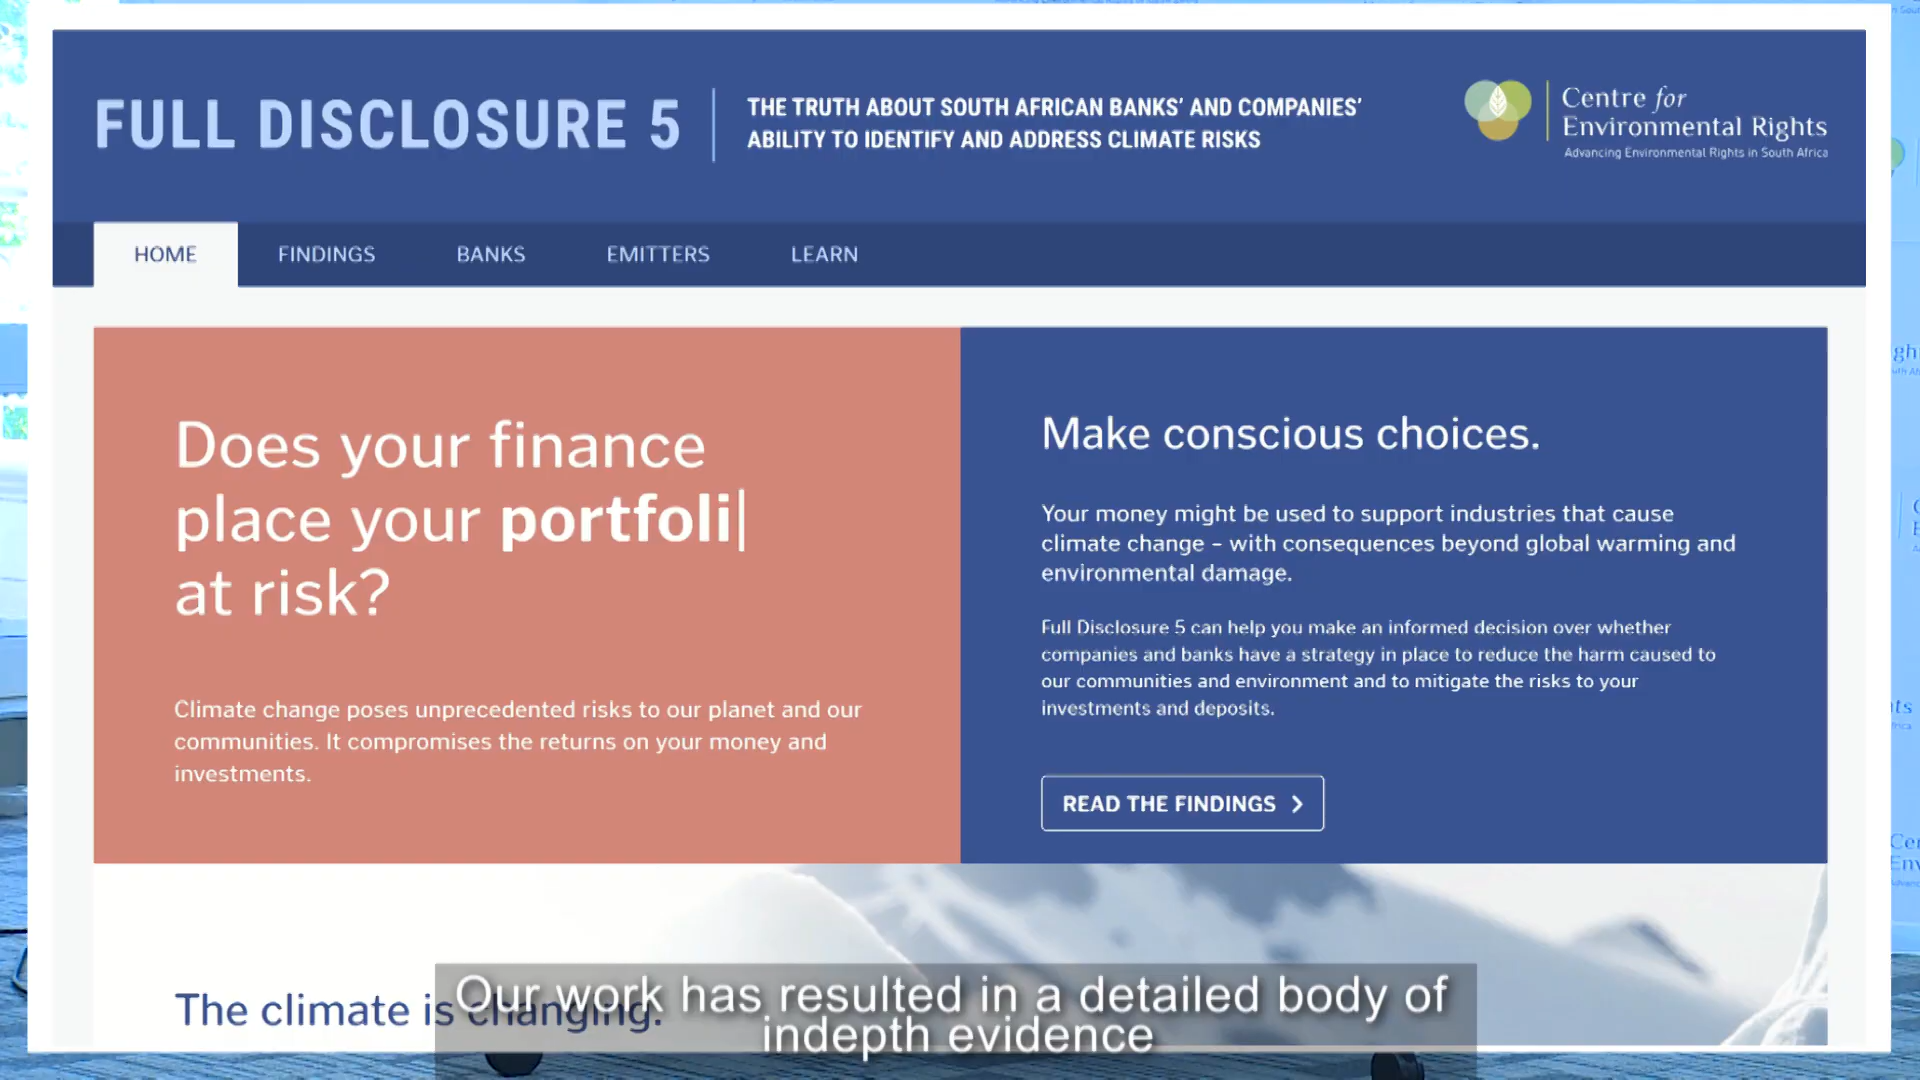 FULL DISCLOSURE 5
THE TRUTH ABOUT SOUTH AFRICAN BANKS’ AND COMPANIES’
ABILITY TO IDENTIFY AND ADDRESS CLIMATE RISKS
Centre for
Environmental Rights
Advancing Environmental Rights in South Africa
HOME
FINDINGS
BANKS
EMITTERS
LEARN
Does your finance
place your portfoli
at risk?
Climate change poses unprecedented risks to our planet and our
communities. It compromises the returns on your money and
investments.
Make conscious choices.
Your money might be used to support industries that cause
climate change – with consequences beyond global warming and
environmental damage.
Full Disclosure 5 can help you make an informed decision over whether
companies and banks have a strategy in place to reduce the harm caused to
our communities and environment and to mitigate the risks to your
investments and deposits.
READ THE FINDINGS
The climate is changing.
Our work has resulted in a detailed body of
indepth evidence